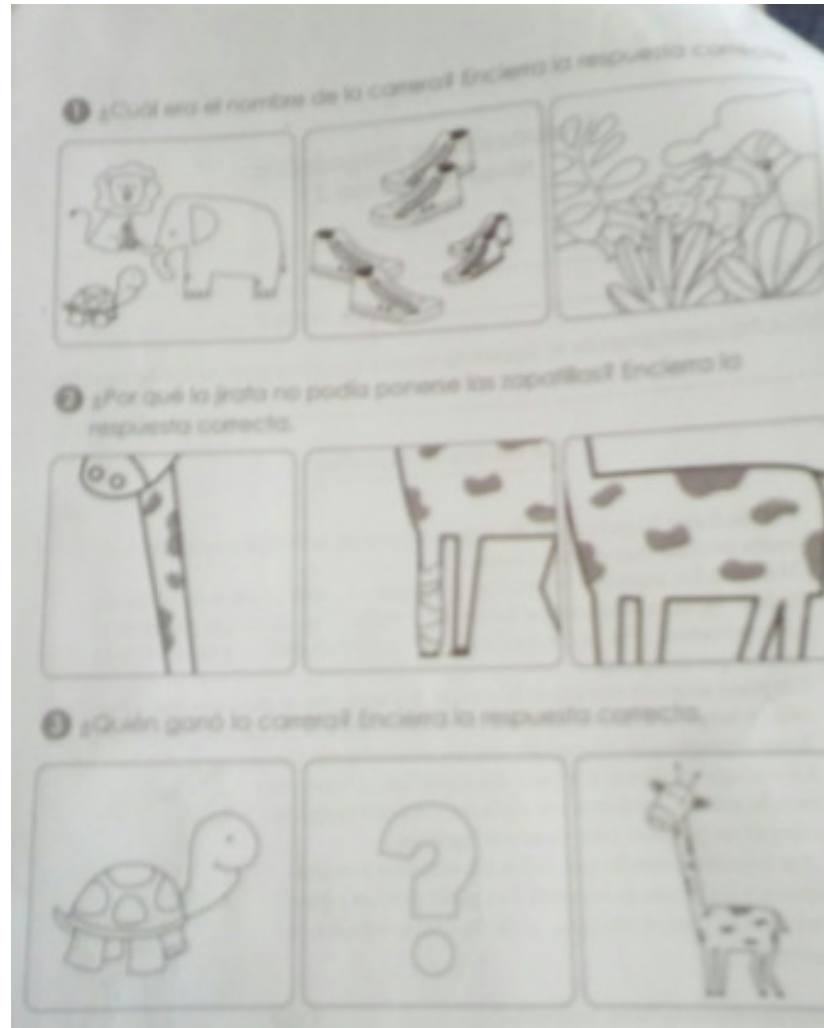 1 ¿Cuál era el nombre de la carrera? Encierra la respuesta correcta.
2 ¿Por qué la jirafa no podía ponerse las zapatillas? Encierra la
respuesta correcta.
3 ¿Quién ganó la carrera? Encierra la respuesta correcta.
?